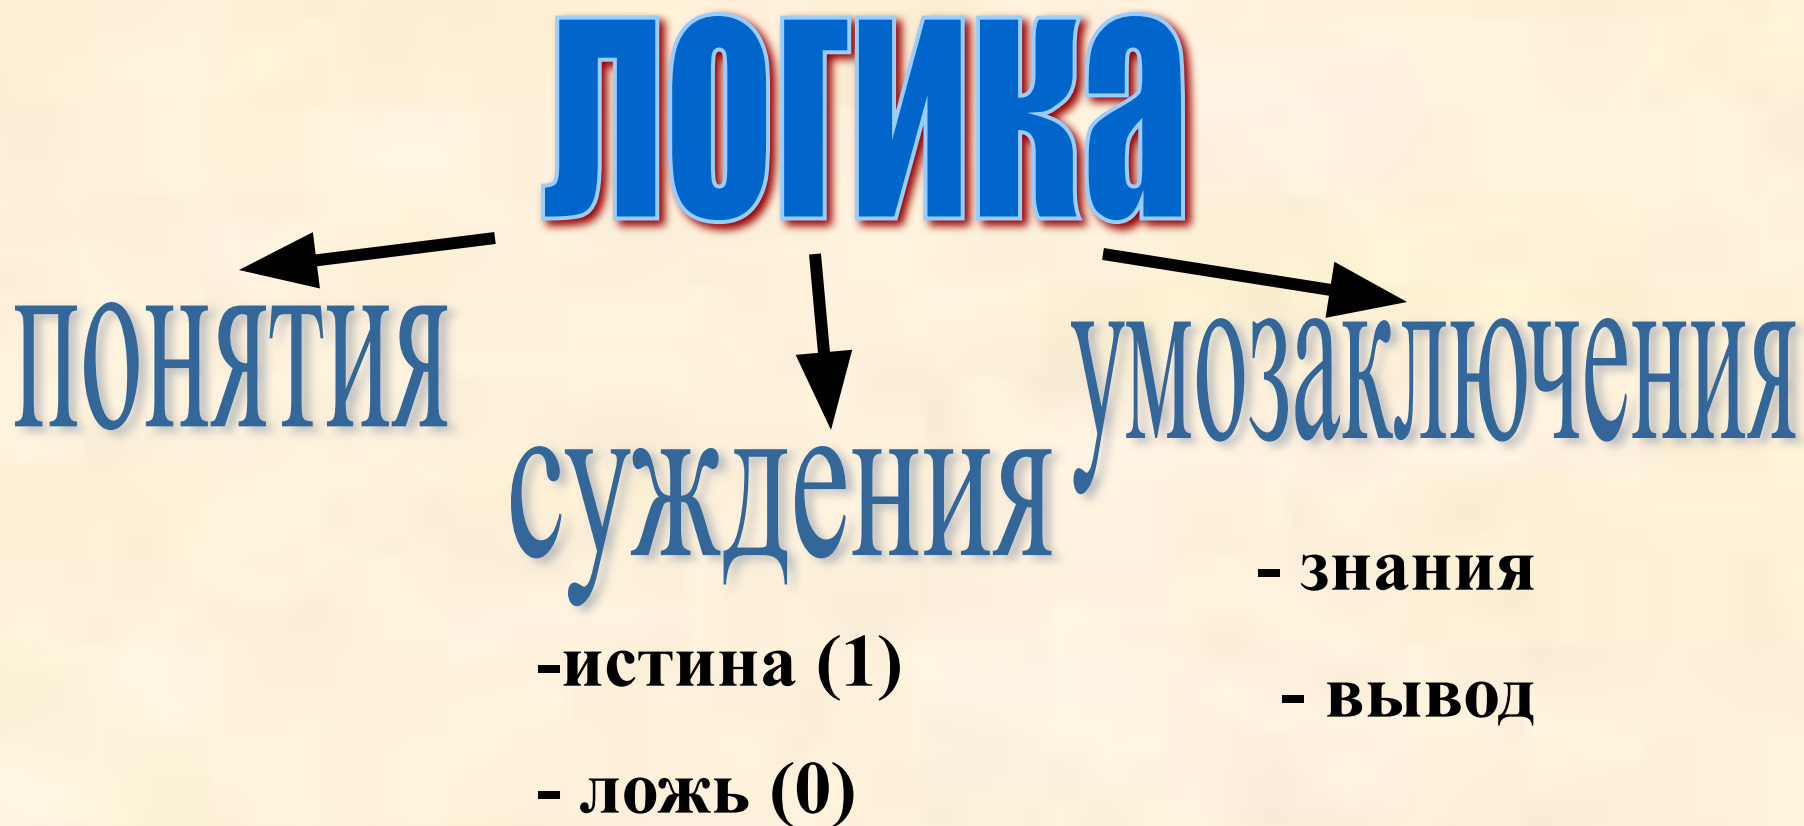 логика
понятия
суждения
-истина (1)
- ложь (0)
умозаключения
- знания
- вывод